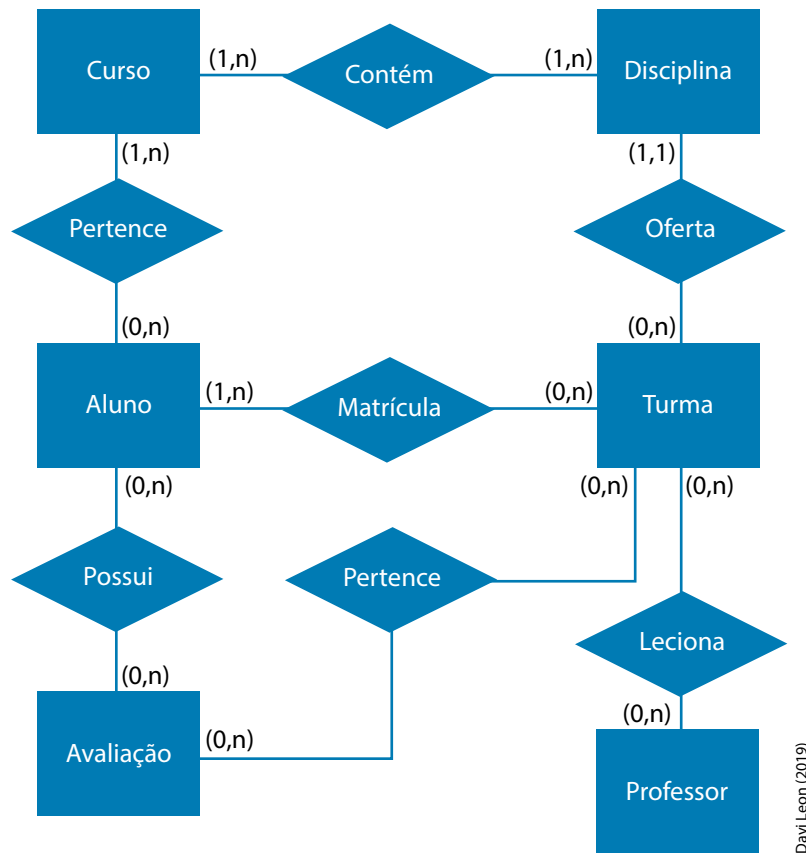 Curso
(1,n)
Contém
(1,n)
Disciplina
(1,n)
(1,1)
Pertence
Oferta
(0,n)
(0,n)
Aluno
(1,n)
Matrícula
(0,n)
Turma
(0,n)
(0,n)
(0,n)
Possui
Pertence
Leciona
(0,n)
(0,n)
(0,n)
Avaliação
Professor
Davi Leon (2019)